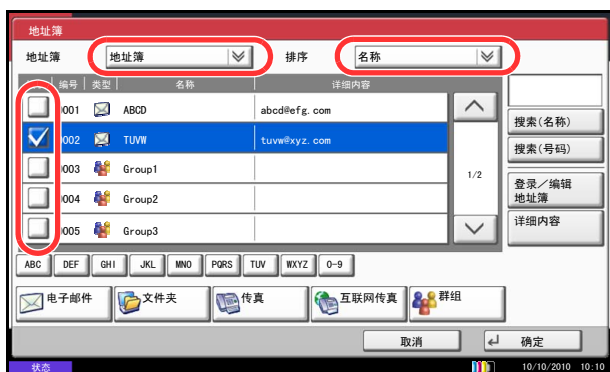 地址簿
地址簿 地址簿 排序 名称
编号 类型 名称 详细内容
0001 ABCD abcd@efg.com
搜索(名称)
0002 TUVW tuvw@xyz.com
搜索(号码)
0003 Group1 1/2
登录／编辑
地址簿
0004 Group2
详细内容
0005 Group3
ABC DEF GHI JKL MNO PQRS TUV WXYZ 0-9
电子邮件 文件夹 传真 互联网传真 群组
取消 确定
状态 10/10/2010 10:10